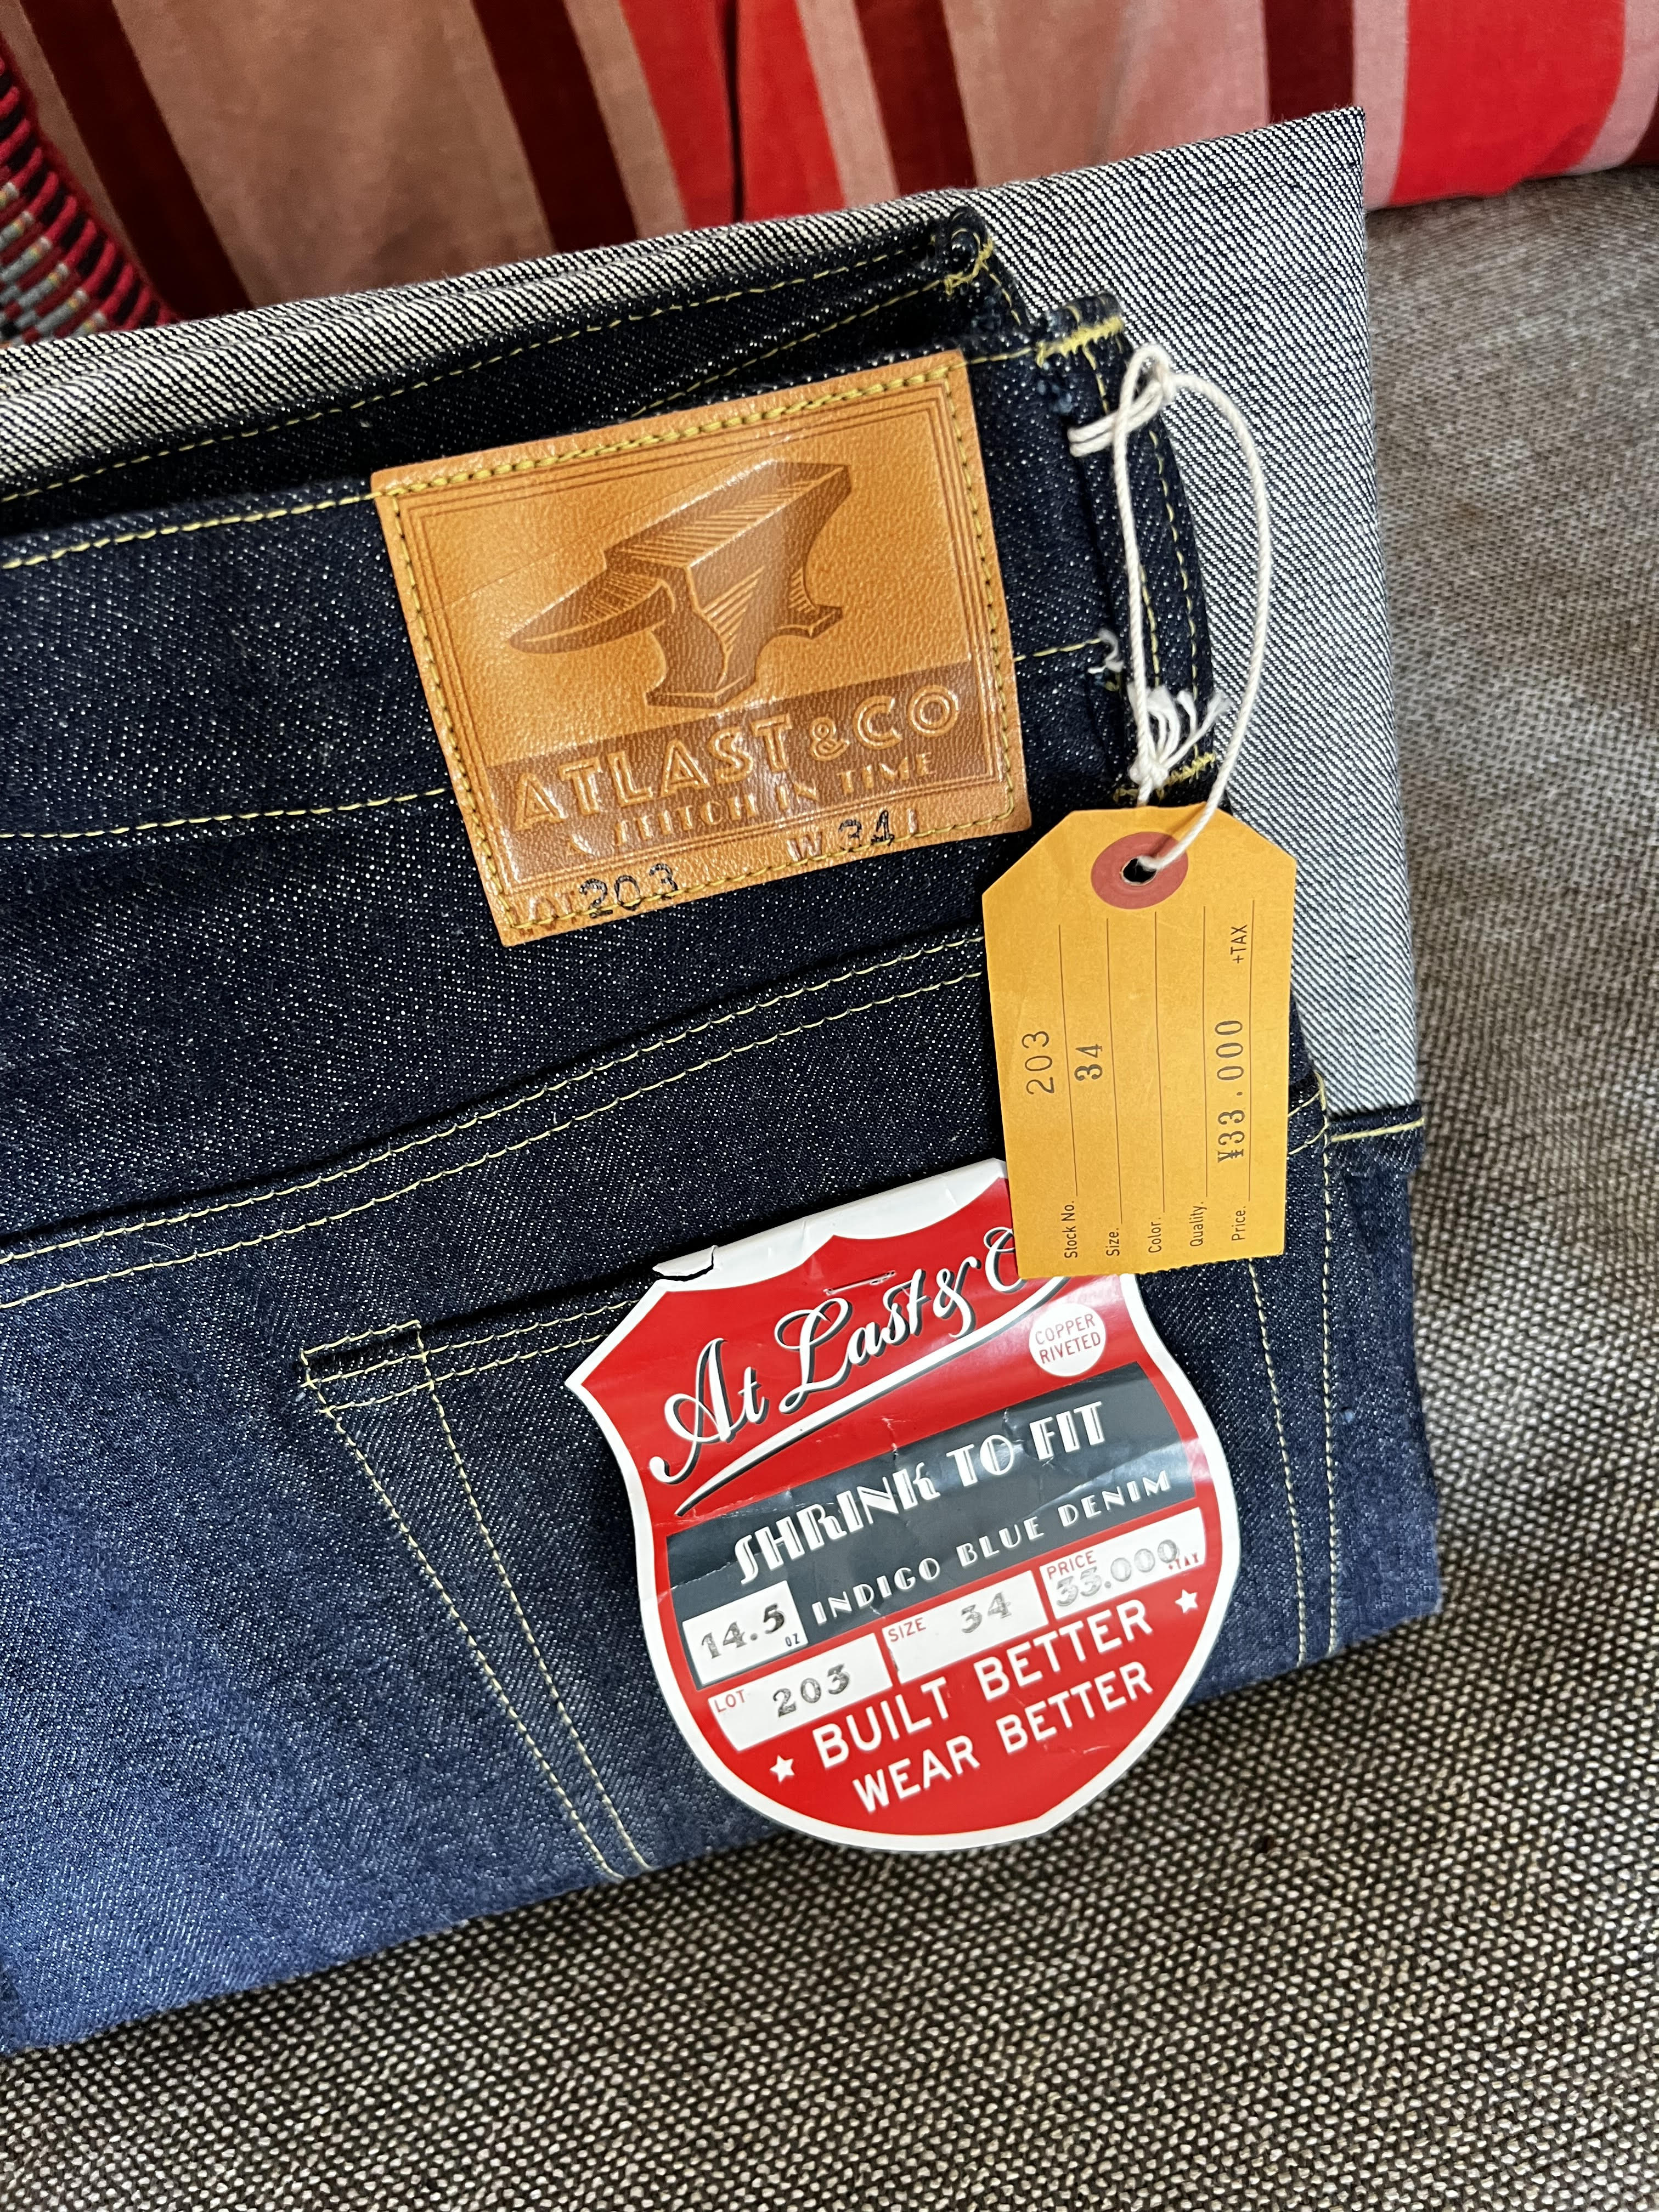 ATLAST & CO
A STITCH IN TIME
W 34
LOT 203
203
Stock No.
34
Size.
Color.
Quality.
¥33.000 +TAX
Price.
At Last & C
COPPER
RIVETED
SHRINK TO FIT
14.5 OZ INDIGO BLUE DENIM
LOT 203 SIZE 34 PRICE 33.000 +TAX
★ BUILT BETTER ★
WEAR BETTER